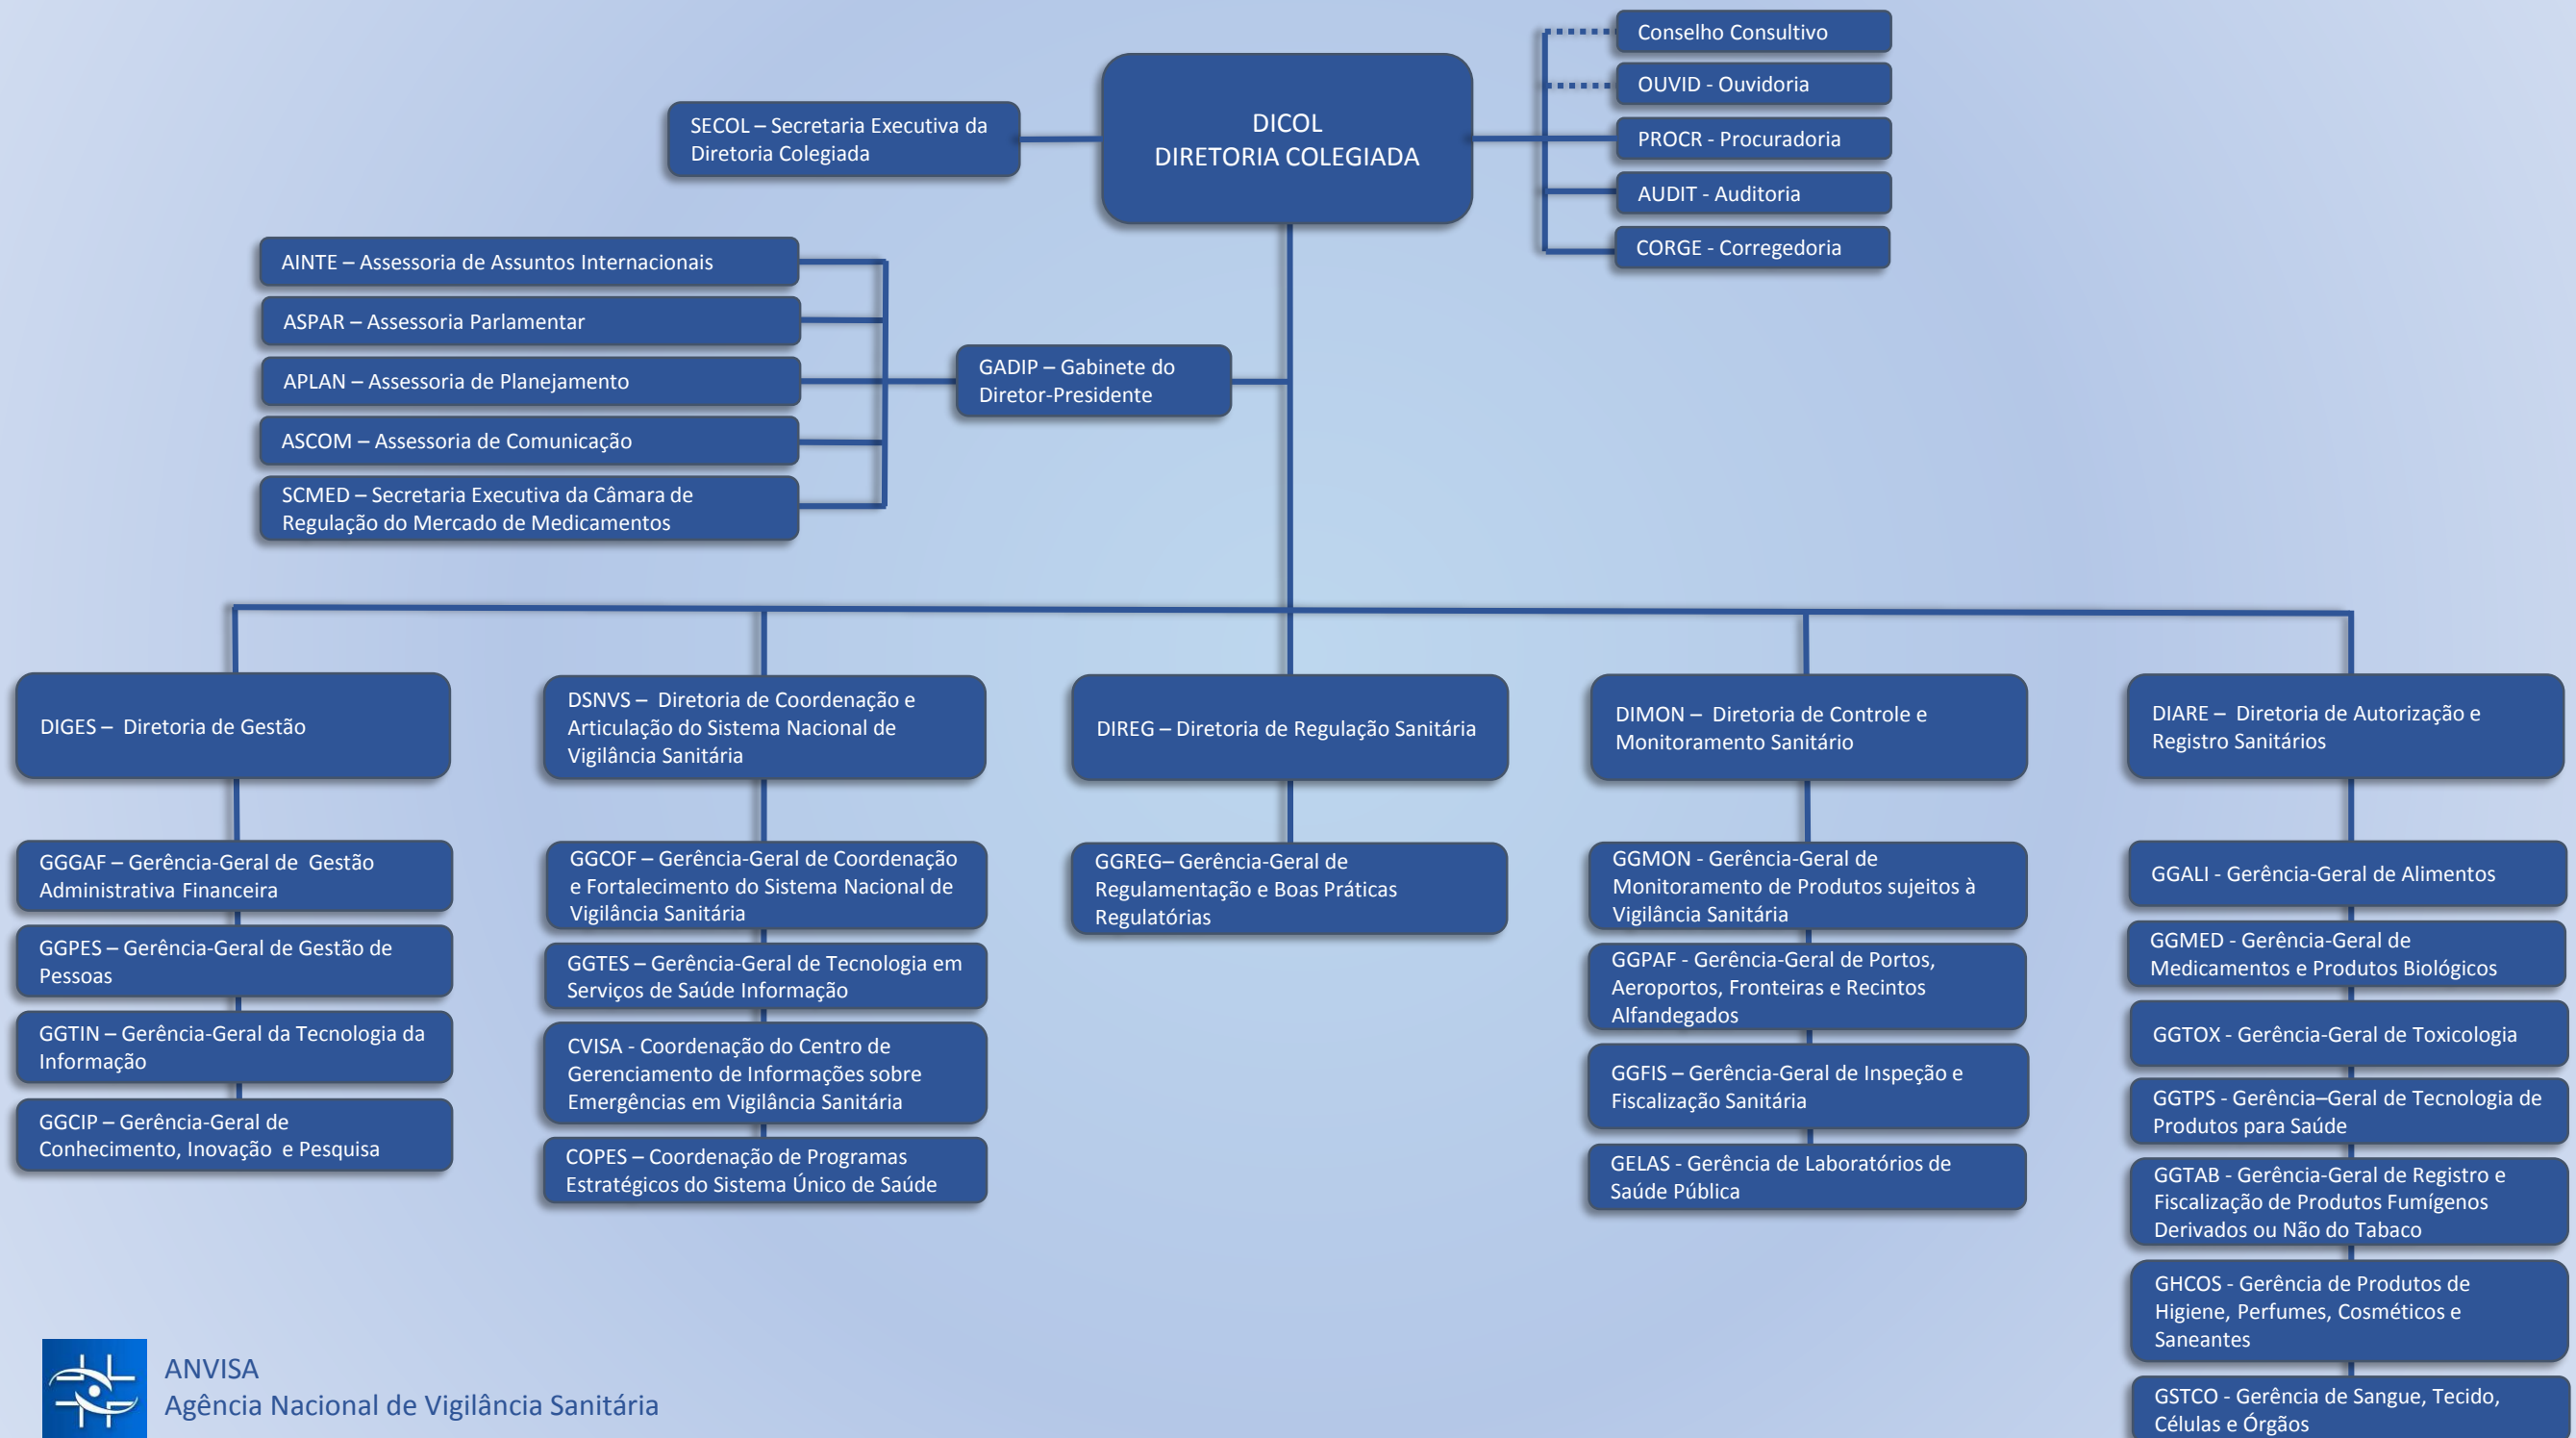 Conselho Consultivo
OUVID - Ouvidoria
PROCR - Procuradoria
AUDIT - Auditoria
CORGE - Corregedoria
DICOL
DIRETORIA COLEGIADA
SECOL – Secretaria Executiva da
Diretoria Colegiada
AINTE – Assessoria de Assuntos Internacionais
ASPAR – Assessoria Parlamentar
APLAN – Assessoria de Planejamento
ASCOM – Assessoria de Comunicação
SCMED – Secretaria Executiva da Câmara de
Regulação do Mercado de Medicamentos
GADIP – Gabinete do
Diretor-Presidente
DIGES – Diretoria de Gestão
GGGAF – Gerência-Geral de Gestão
Administrativa Financeira
GGPES – Gerência-Geral de Gestão de
Pessoas
GGTIN – Gerência-Geral da Tecnologia da
Informação
GGCIP – Gerência-Geral de
Conhecimento, Inovação e Pesquisa
DSNVS – Diretoria de Coordenação e
Articulação do Sistema Nacional de
Vigilância Sanitária
GGCOF – Gerência-Geral de Coordenação
e Fortalecimento do Sistema Nacional de
Vigilância Sanitária
GGTES – Gerência-Geral de Tecnologia em
Serviços de Saúde Informação
CVISA - Coordenação do Centro de
Gerenciamento de Informações sobre
Emergências em Vigilância Sanitária
COPES – Coordenação de Programas
Estratégicos do Sistema Único de Saúde
DIREG – Diretoria de Regulação Sanitária
GGREG– Gerência-Geral de
Regulamentação e Boas Práticas
Regulatórias
DIMON – Diretoria de Controle e
Monitoramento Sanitário
GGMON - Gerência-Geral de
Monitoramento de Produtos sujeitos à
Vigilância Sanitária
GGPAF - Gerência-Geral de Portos,
Aeroportos, Fronteiras e Recintos
Alfandegados
GGFIS – Gerência-Geral de Inspeção e
Fiscalização Sanitária
GELAS - Gerência de Laboratórios de
Saúde Pública
DIARE – Diretoria de Autorização e
Registro Sanitários
GGALI - Gerência-Geral de Alimentos
GGMED - Gerência-Geral de
Medicamentos e Produtos Biológicos
GGTOX - Gerência-Geral de Toxicologia
GGTPS - Gerência–Geral de Tecnologia de
Produtos para Saúde
GGTAB - Gerência-Geral de Registro e
Fiscalização de Produtos Fumígenos
Derivados ou Não do Tabaco
GHCOS - Gerência de Produtos de
Higiene, Perfumes, Cosméticos e
Saneantes
GSTCO - Gerência de Sangue, Tecido,
Células e Órgãos
ANVISA
Agência Nacional de Vigilância Sanitária